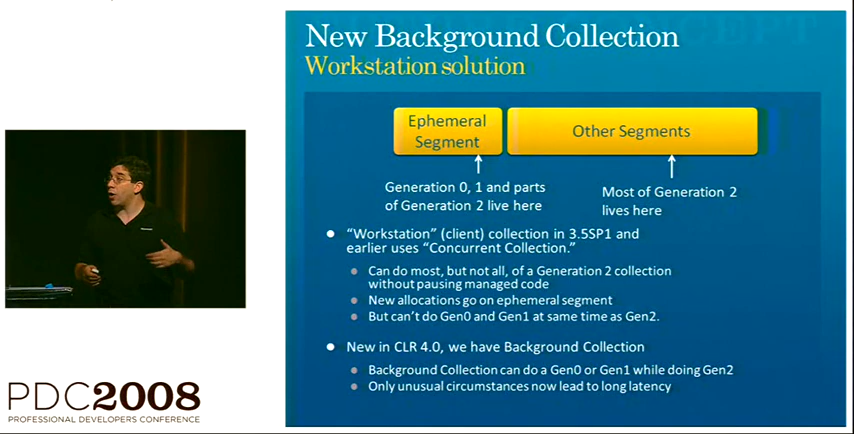 New Background Collection
Workstation solution
Ephemeral
Segment
Other Segments
Generation 0, 1 and parts
of Generation 2 live here
Most of Generation 2
lives here
"Workstation" (client) collection in 3.5SP1 and
earlier uses "Concurrent Collection."
Can do most, but not all, of a Generation 2 collection
without pausing managed code
New allocations go on ephemeral segment
But can't do Gen0 and Gen1 at same time as Gen2.
New in CLR 4.0, we have Background Collection
Background Collection can do a Gen0 or Gen1 while doing Gen2
Only unusual circumstances now lead to long latency
PDC2008
PROFESSIONAL DEVELOPERS CONFERENCE